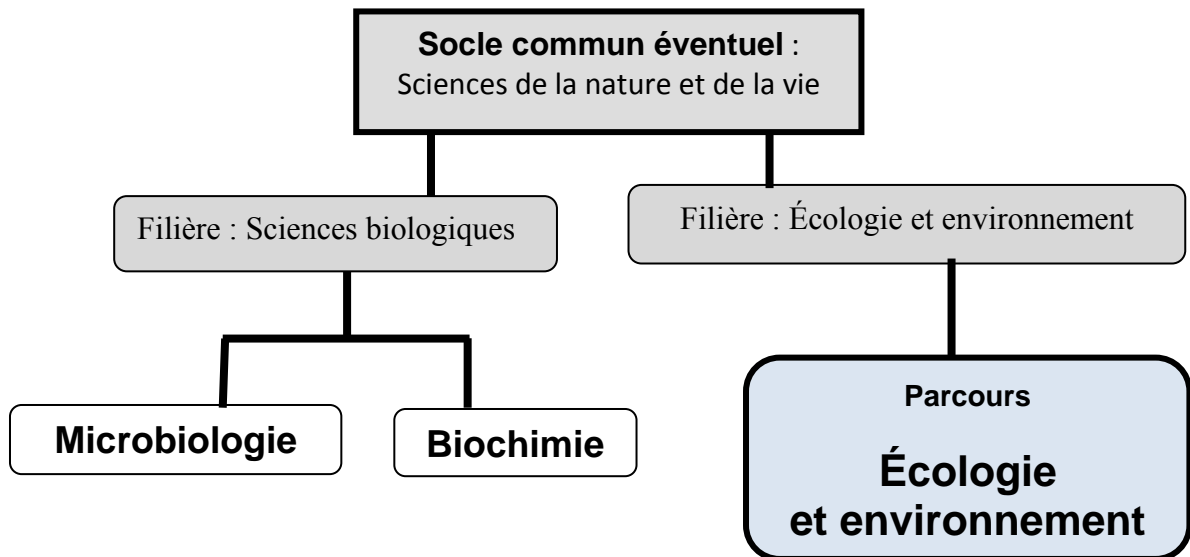 Socle commun éventuel :
Sciences de la nature et de la vie
Filière : Sciences biologiques
Filière : Écologie et environnement
Microbiologie
Biochimie
Parcours
Écologie
et environnement